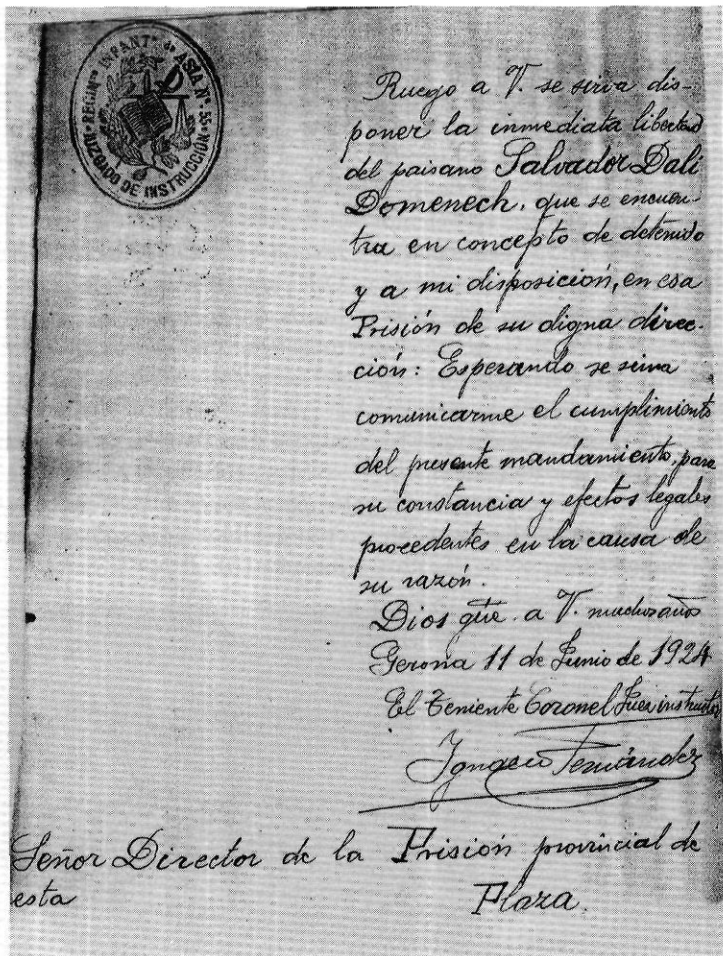 REGIMTO INFANTA de ASIA No. 55
JUZGADO DE INSTRUCCIÓN
Ruego a V. se sirva dis-
poner la inmediata libertad
del paisano Salvador Dalí
Domenech, que se encuen-
tra en concepto de detenido
y a mi disposición, en esa
Prisión de su digna direc-
ción: Esperando se sirva
comunicarme el cumplimiento
del presente mandamiento, para
su constancia y efectos legales
procedentes en la causa de
su razón.
Dios gūe. a V. muchos años
Gerona 11 de Junio de 1924
El Teniente Coronel Juez instructor
Ignacio Fernández
Señor Director de la Prisión provincial de
esta Plaza.